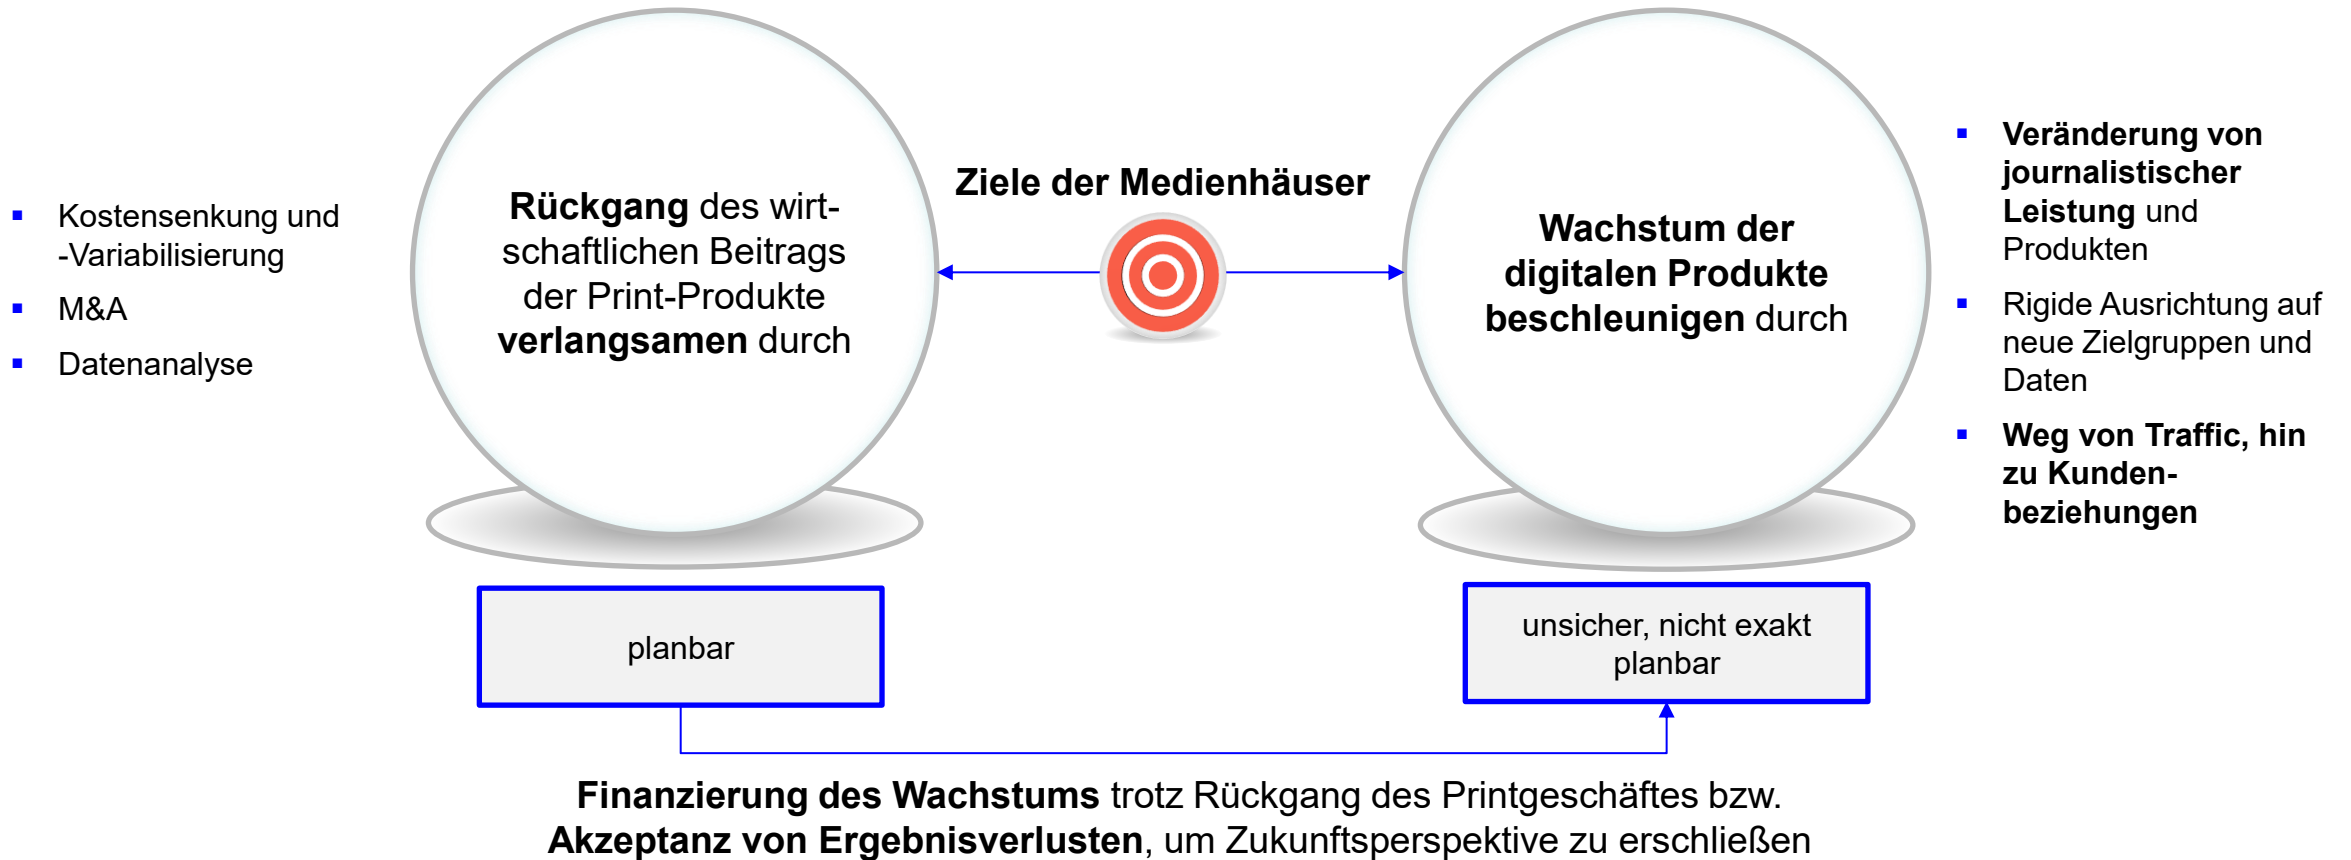 Kostensenkung und
-Variabilisierung
M&A
Datenanalyse
Rückgang des wirt-
schaftlichen Beitrags
der Print-Produkte
verlangsamen durch
Ziele der Medienhäuser
Wachstum der
digitalen Produkte
beschleunigen durch
Veränderung von
journalistischer
Leistung und
Produkten
Rigide Ausrichtung auf
neue Zielgruppen und
Daten
Weg von Traffic, hin
zu Kunden-
beziehungen
planbar
unsicher, nicht exakt
planbar
Finanzierung des Wachstums trotz Rückgang des Printgeschäftes bzw.
Akzeptanz von Ergebnisverlusten, um Zukunftsperspektive zu erschließen